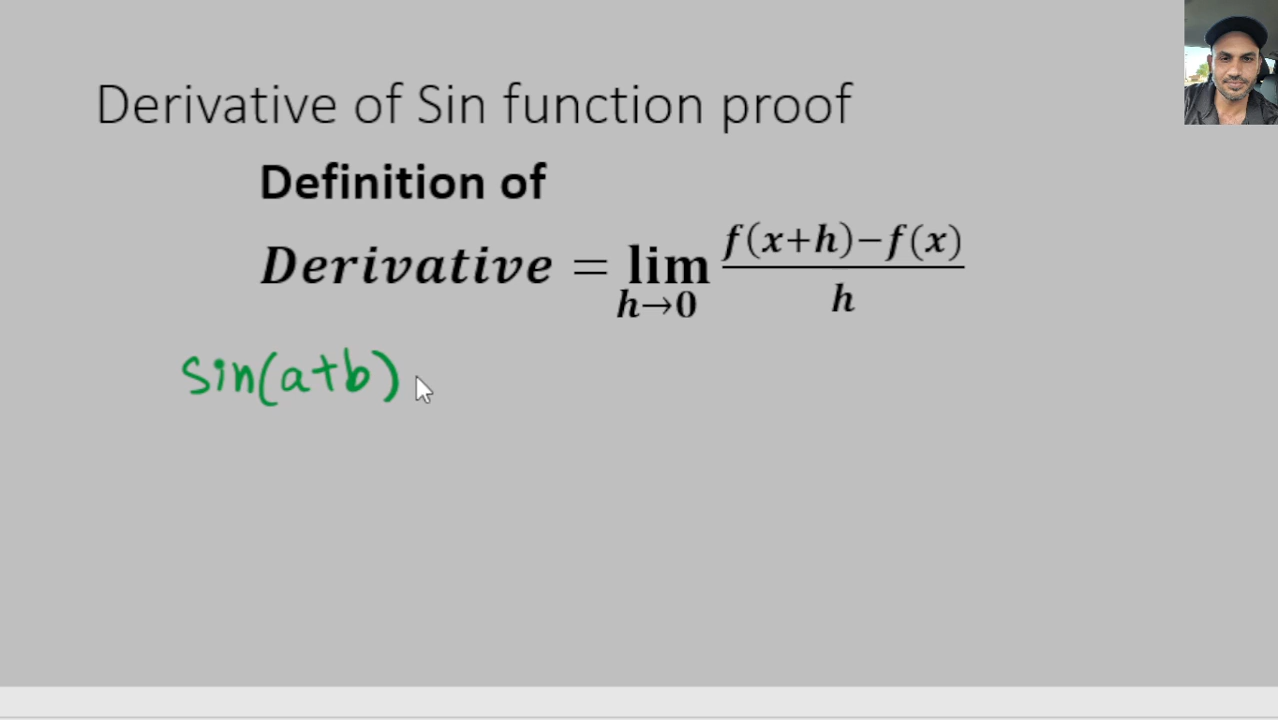 Derivative of Sin function proof
Definition of
Derivative = lim h→0 f(x+h)−f(x) / h
sin(a+b)